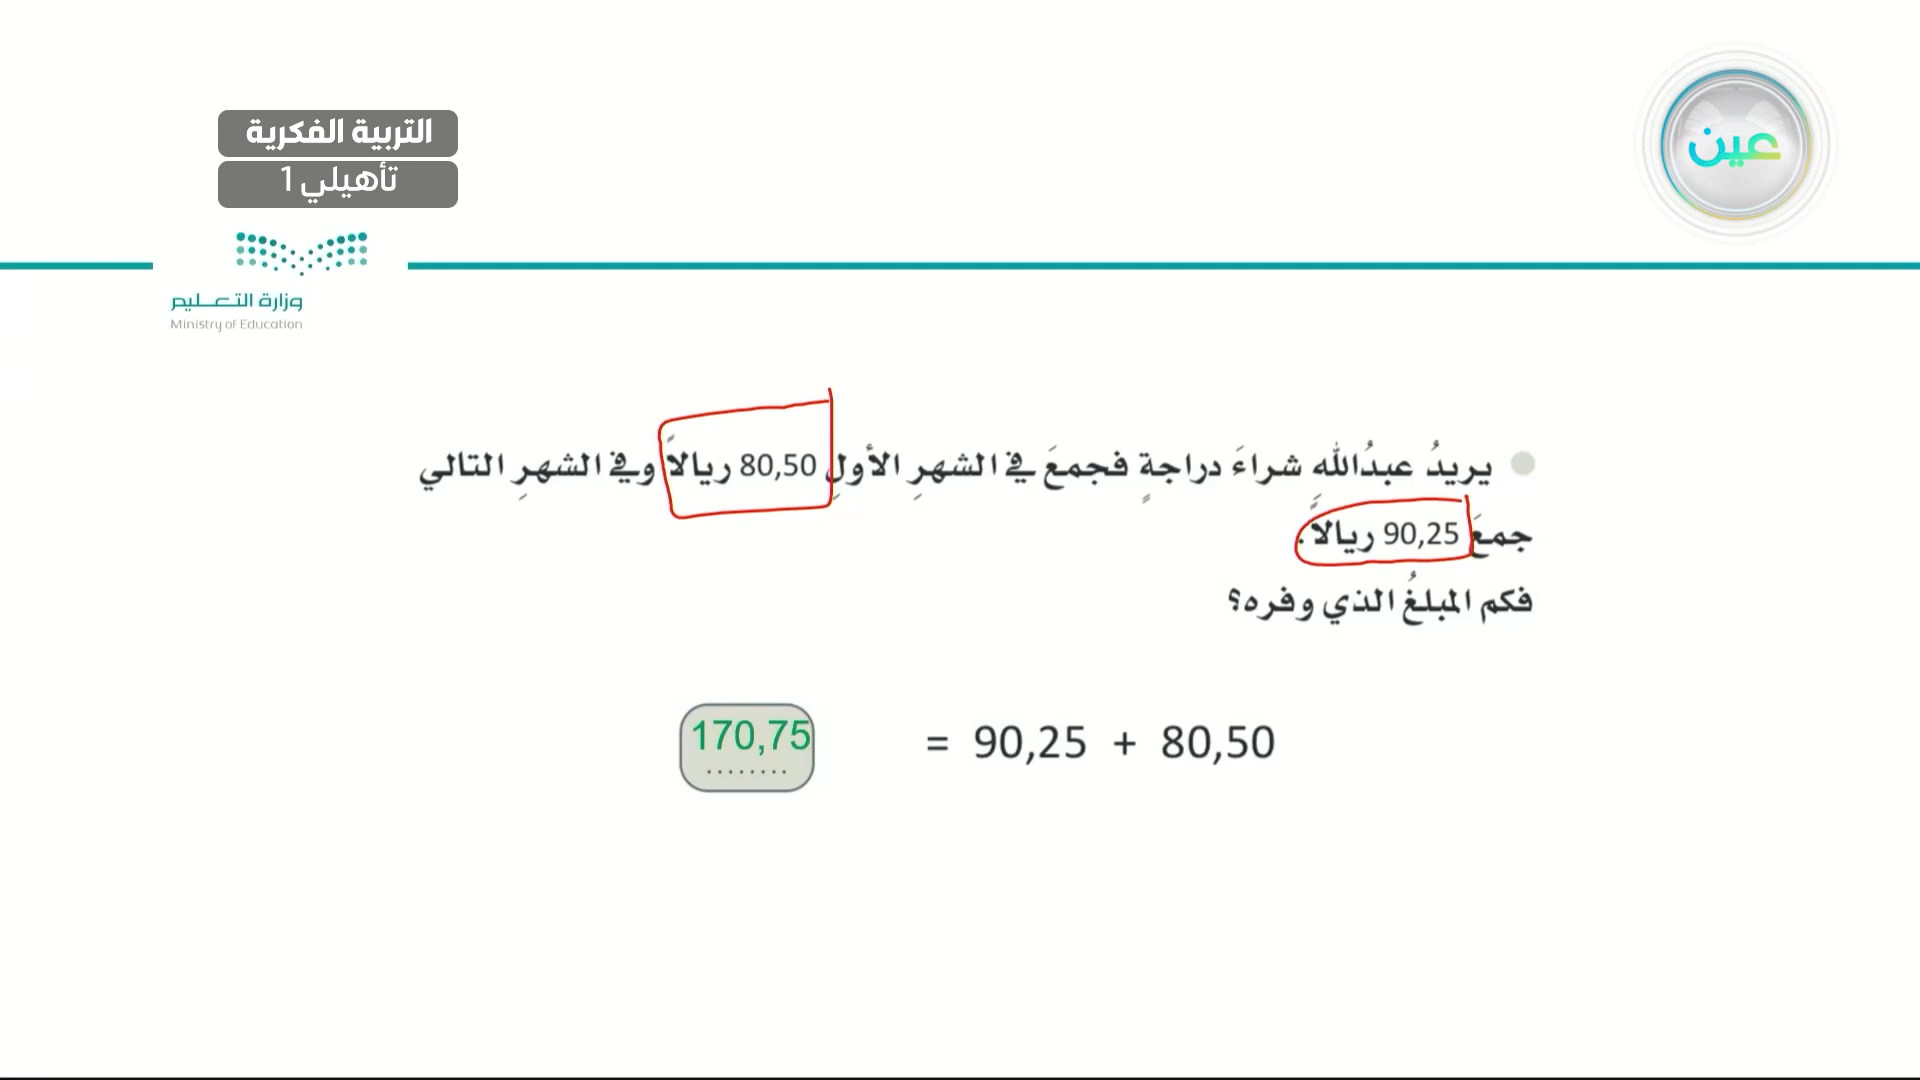 التربية الفكرية
تأهيلي 1
عين
وزارة التعليم
Ministry of Education
يريدُ عبدُالله شراءَ دراجةٍ فجمعَ في الشهرِ الأولِ 80,50 ريالاً وفي الشهرِ التالي
جمعَ 90,25 ريالاً.
فكم المبلغُ الذي وفره؟
80,50 + 90,25 = 170,75
........